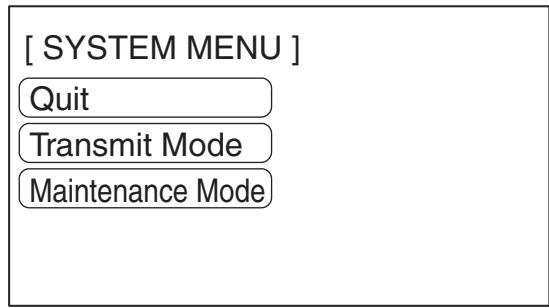 [ SYSTEM MENU ]
Quit
Transmit Mode
Maintenance Mode